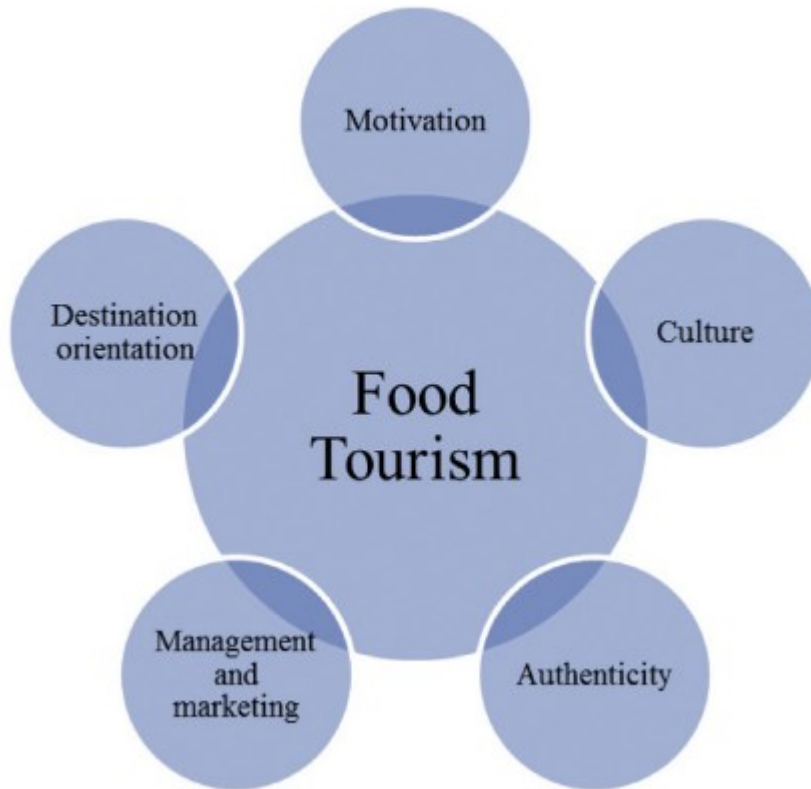 Motivation
Destination
orientation
Culture
Food
Tourism
Management
and
marketing
Authenticity